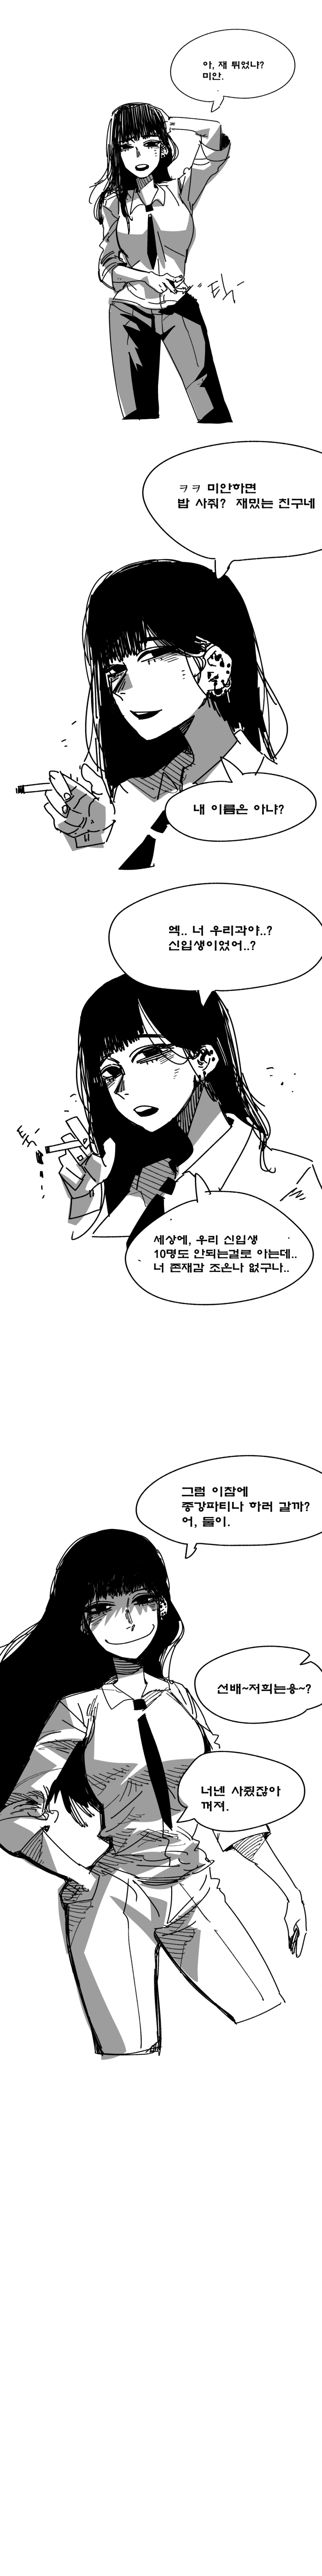 아, 재 튀었냐?
미안.
틱-
ㅋㅋ 미안하면
밥 사줘? 재밌는 친구네
내 이름은 아냐?
엑.. 너 우리과야..?
신입생이었어..?
툭-
세상에, 우리 신입생
10명도 안되는걸로 아는데..
너 존재감 조온나 없구나..
그럼 이참에
종강파티나 하러 갈까?
어, 둘이.
선배~저희는용~?
너넨 사줬잖아
꺼져.